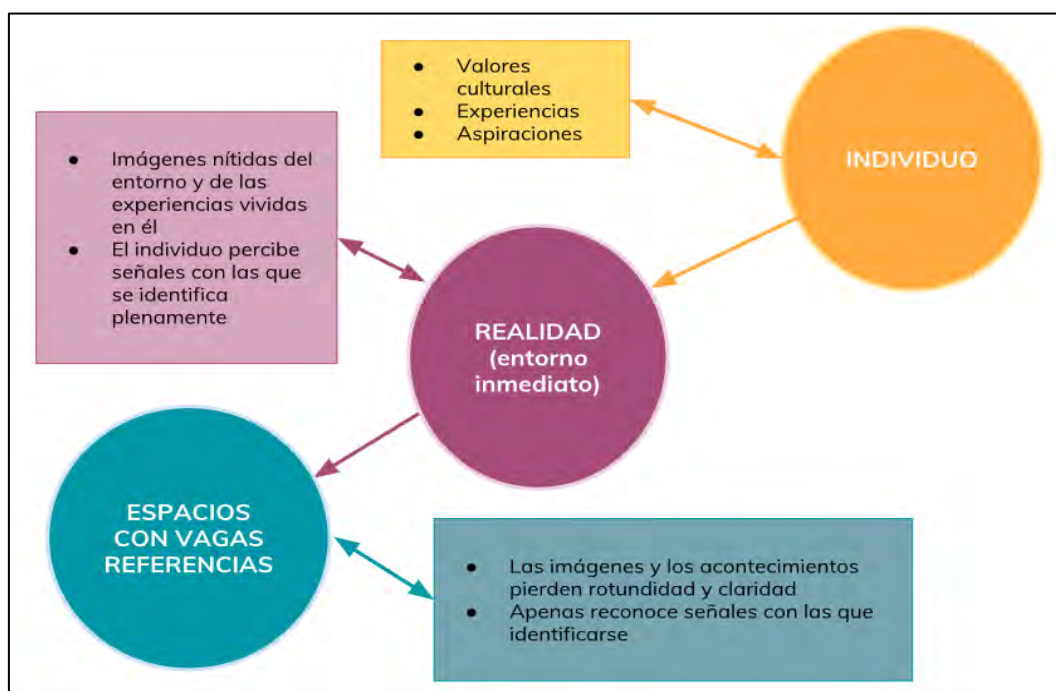 ● Valores
culturales
● Experiencias
● Aspiraciones
INDIVIDUO
● Imágenes nítidas del
entorno y de las
experiencias vividas
en él
● El individuo percibe
señales con las que
se identifica
plenamente
REALIDAD
(entorno
inmediato)
ESPACIOS
CON VAGAS
REFERENCIAS
● Las imágenes y los acontecimientos
pierden rotundidad y claridad
● Apenas reconoce señales con las que
identificarse